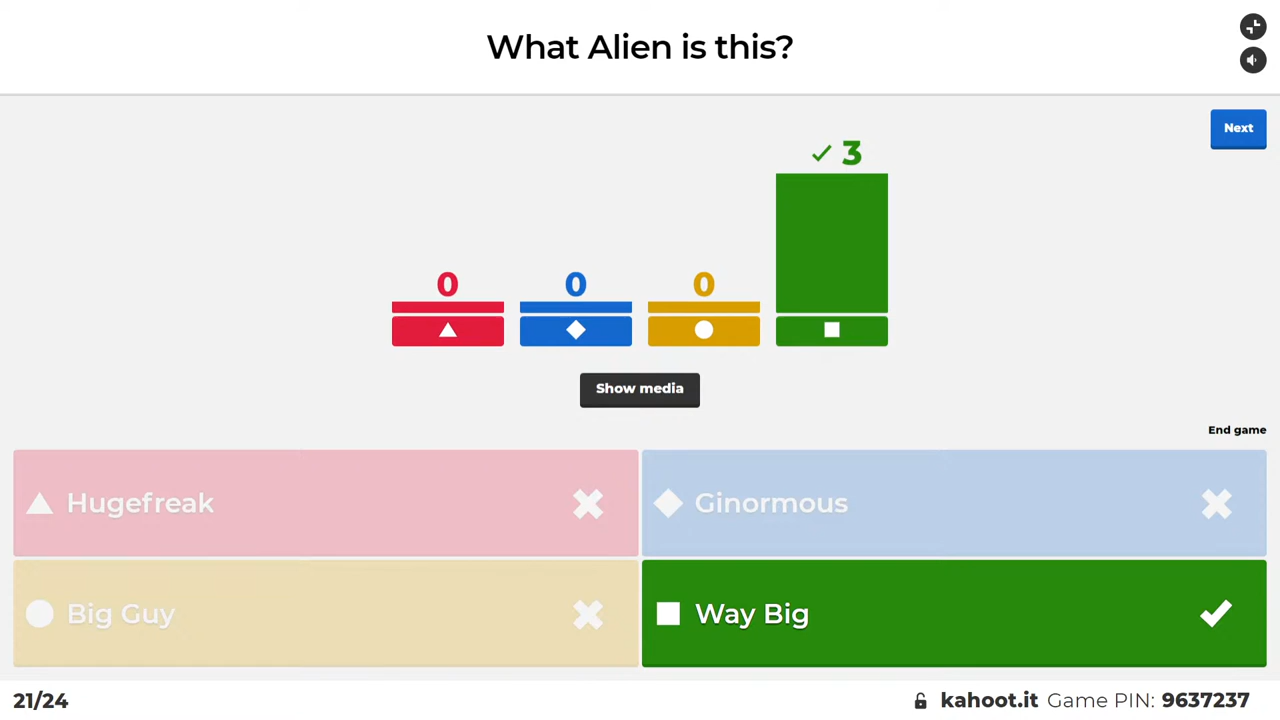 What Alien is this?
Next
3
0
0
0
Show media
End game
Hugefreak
Ginormous
Big Guy
Way Big
21/24
kahoot.it Game PIN: 9637237